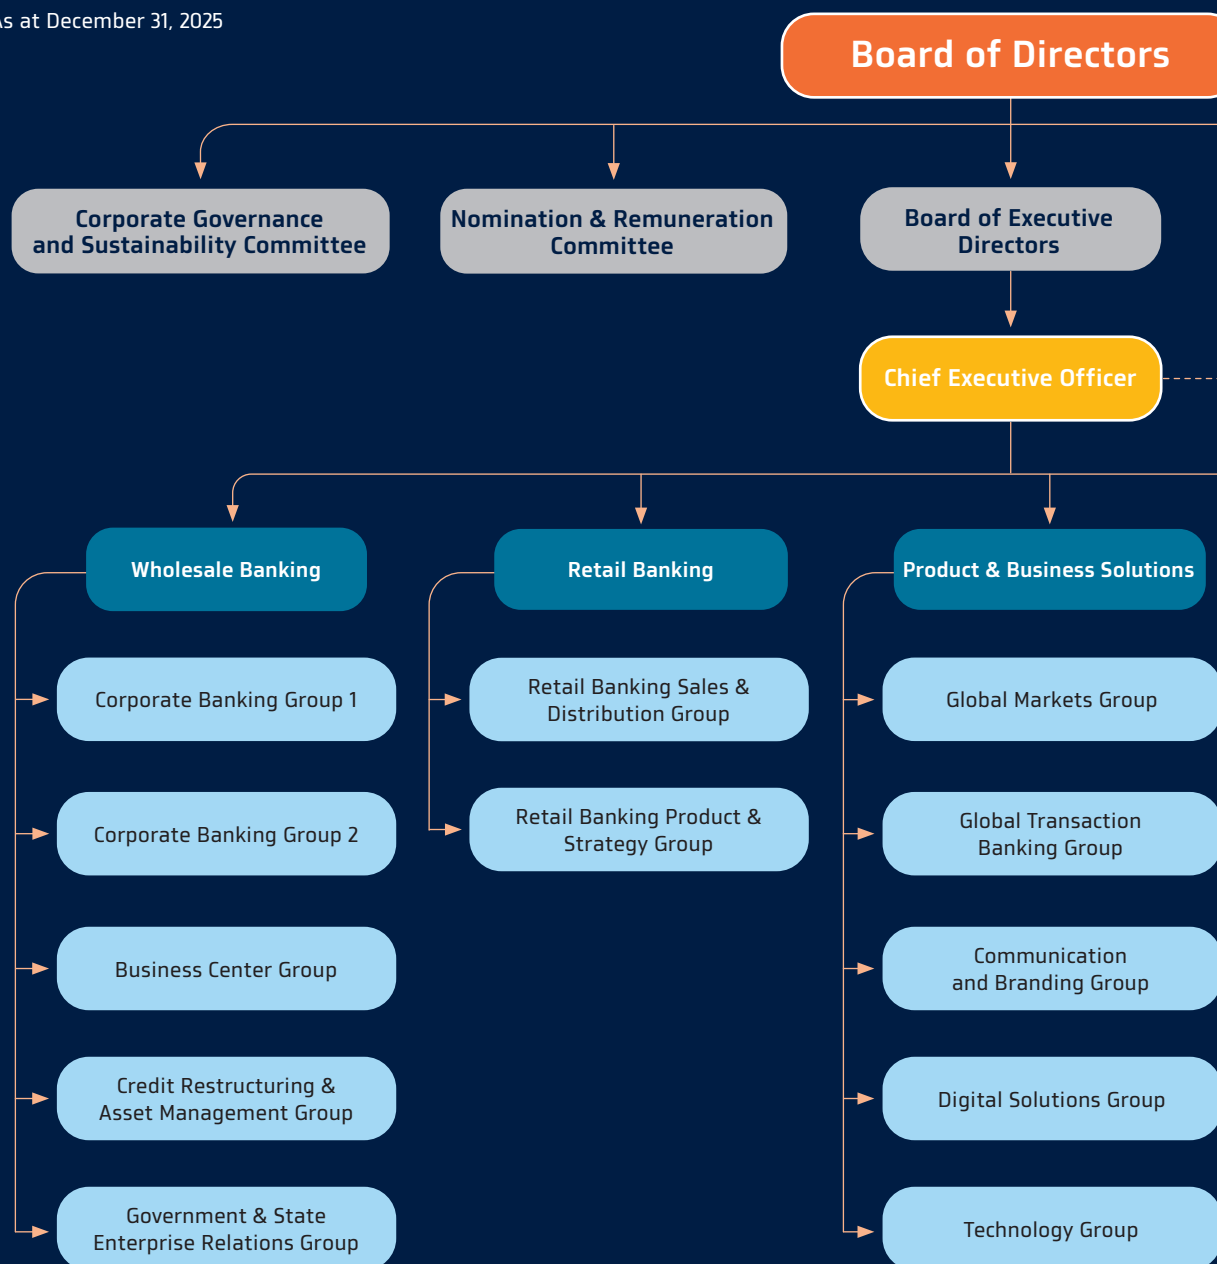 As at December 31, 2025
Board of Directors
Corporate Governance
and Sustainability Committee
Nomination & Remuneration
Committee
Board of Executive
Directors
Chief Executive Officer
Wholesale Banking
Retail Banking
Product & Business Solutions
Corporate Banking Group 1
Corporate Banking Group 2
Business Center Group
Credit Restructuring &
Asset Management Group
Government & State
Enterprise Relations Group
Retail Banking Sales &
Distribution Group
Retail Banking Product &
Strategy Group
Global Markets Group
Global Transaction
Banking Group
Communication
and Branding Group
Digital Solutions Group
Technology Group